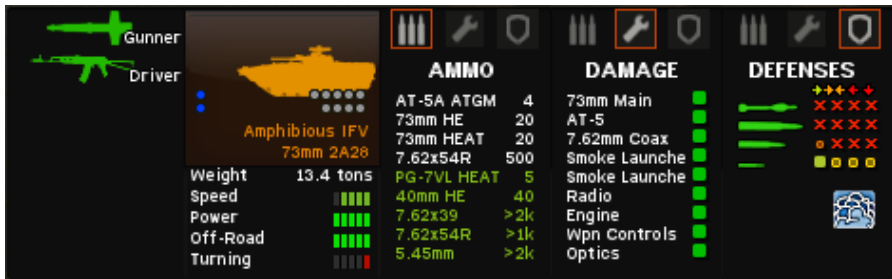 Gunner
Driver
Amphibious IFV
73mm 2A28
Weight 13.4 tons
Speed
Power
Off-Road
Turning
AMMO
AT-5A ATGM 4
73mm HE 20
73mm HEAT 20
7.62x54R 500
PG-7VL HEAT 5
40mm HE 40
7.62x39 >2k
7.62x54R >1k
5.45mm >2k
DAMAGE
73mm Main
AT-5
7.62mm Coax
Smoke Launche
Smoke Launche
Radio
Engine
Wpn Controls
Optics
DEFENSES